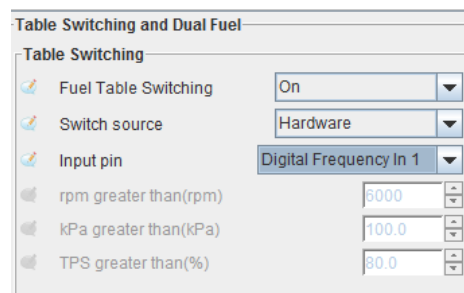 Table Switching and Dual Fuel
Table Switching
Fuel Table Switching On
Switch source Hardware
Input pin Digital Frequency In 1
rpm greater than(rpm) 6000
kPa greater than(kPa) 100.0
TPS greater than(%) 80.0